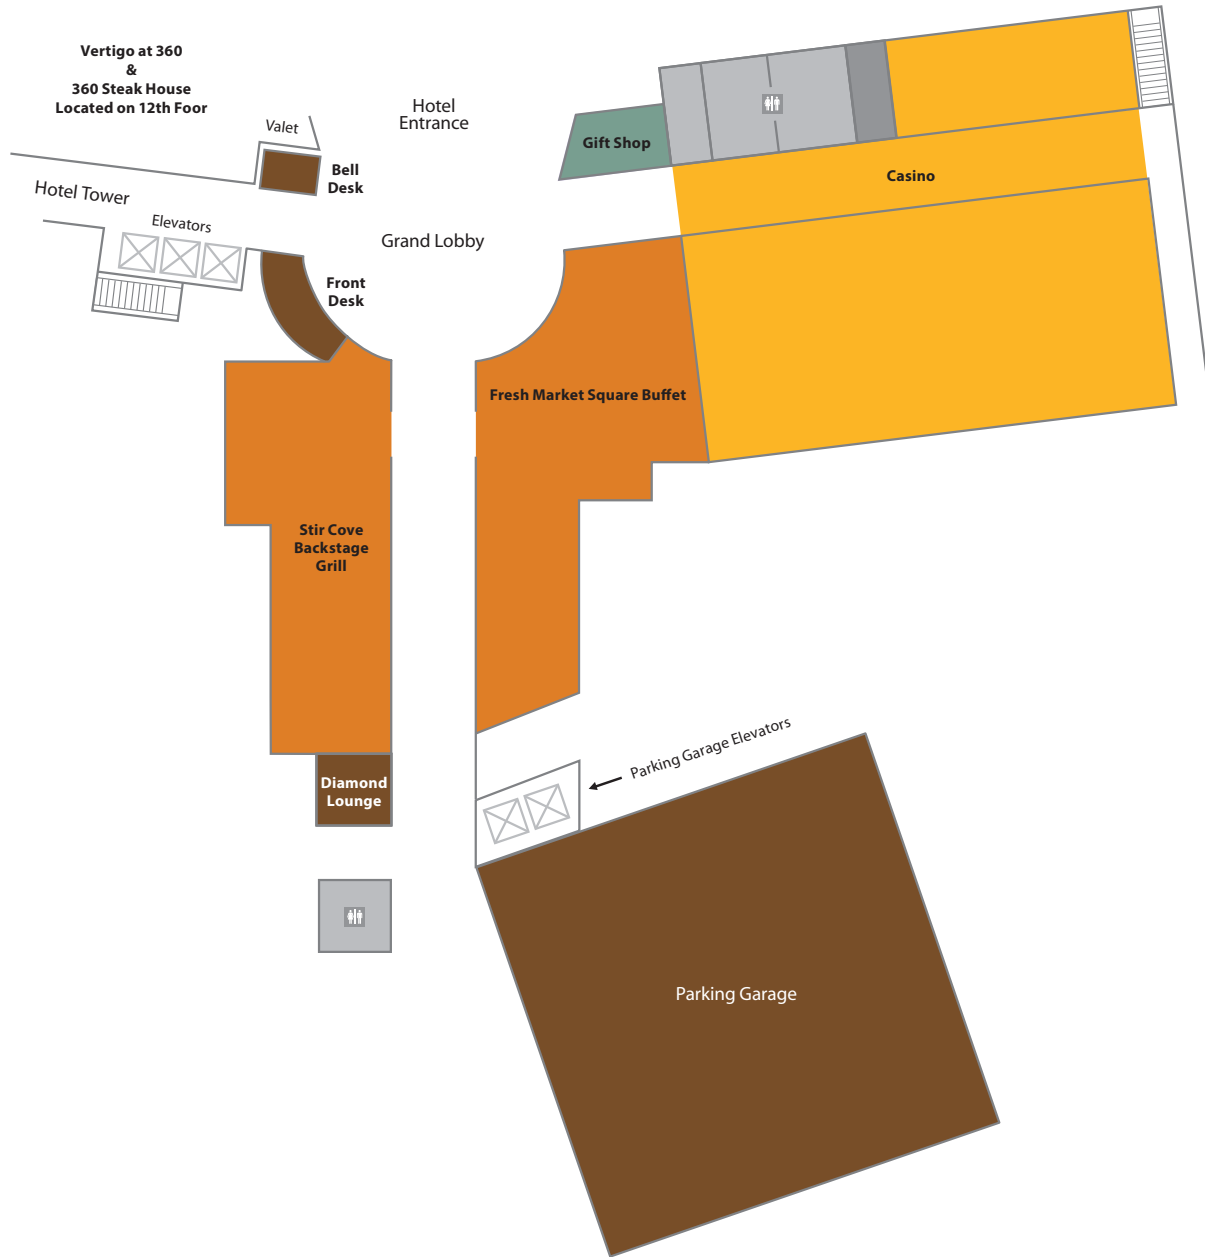 Vertigo at 360
&
360 Steak House
Located on 12th Foor
Hotel
Entrance
Valet
Gift Shop
Bell
Desk
Casino
Hotel Tower
Elevators
Grand Lobby
Front
Desk
Fresh Market Square Buffet
Stir Cove
Backstage
Grill
Parking Garage Elevators
Diamond
Lounge
Parking Garage